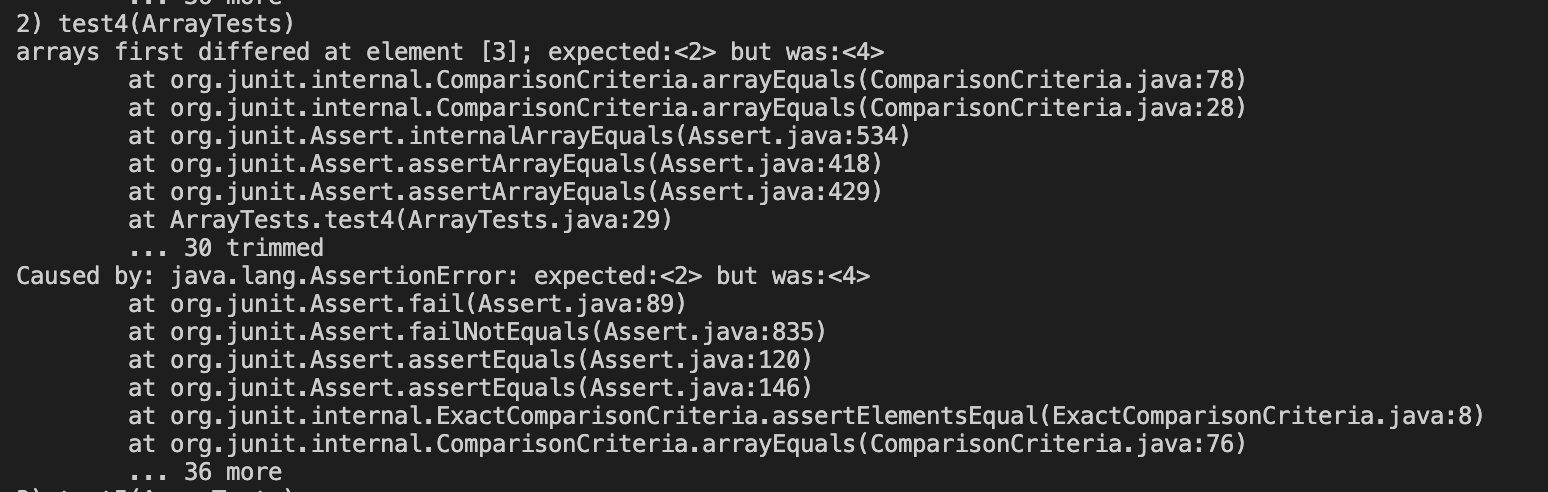 ... 36 more
2) test4(ArrayTests)
arrays first differed at element [3]; expected:<2> but was:<4>
at org.junit.internal.ComparisonCriteria.arrayEquals(ComparisonCriteria.java:78)
at org.junit.internal.ComparisonCriteria.arrayEquals(ComparisonCriteria.java:28)
at org.junit.Assert.internalArrayEquals(Assert.java:534)
at org.junit.Assert.assertArrayEquals(Assert.java:418)
at org.junit.Assert.assertArrayEquals(Assert.java:429)
at ArrayTests.test4(ArrayTests.java:29)
... 30 trimmed
Caused by: java.lang.AssertionError: expected:<2> but was:<4>
at org.junit.Assert.fail(Assert.java:89)
at org.junit.Assert.failNotEquals(Assert.java:835)
at org.junit.Assert.assertEquals(Assert.java:120)
at org.junit.Assert.assertEquals(Assert.java:146)
at org.junit.internal.ExactComparisonCriteria.assertElementsEqual(ExactComparisonCriteria.java:8)
at org.junit.internal.ComparisonCriteria.arrayEquals(ComparisonCriteria.java:76)
... 36 more